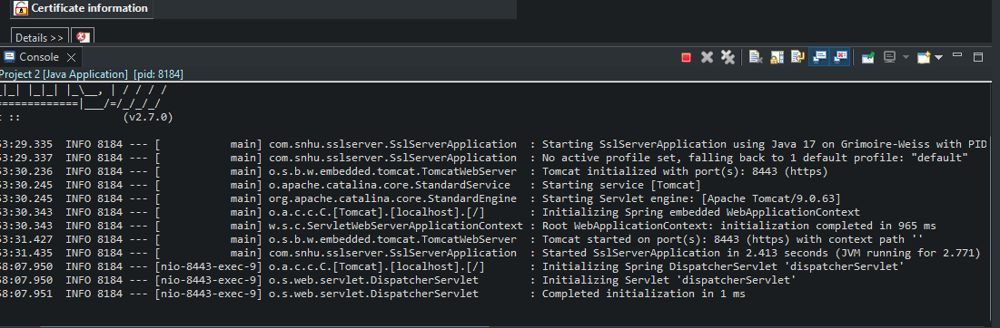 Certificate information
Details >>
Console
Project 2 [Java Application] [pid: 8184]
_|_| |_|_| |_\__, | / / / /
=============|___/=/_/_/_/
t :: (v2.7.0)
53:29.335 INFO 8184 --- [ main] com.snhu.sslserver.SslServerApplication : Starting SslServerApplication using Java 17 on Grimoire-Weiss with PID
53:29.337 INFO 8184 --- [ main] com.snhu.sslserver.SslServerApplication : No active profile set, falling back to 1 default profile: "default"
53:30.236 INFO 8184 --- [ main] o.s.b.w.embedded.tomcat.TomcatWebServer : Tomcat initialized with port(s): 8443 (https)
53:30.245 INFO 8184 --- [ main] o.apache.catalina.core.StandardService : Starting service [Tomcat]
53:30.245 INFO 8184 --- [ main] org.apache.catalina.core.StandardEngine : Starting Servlet engine: [Apache Tomcat/9.0.63]
53:30.343 INFO 8184 --- [ main] o.a.c.c.C.[Tomcat].[localhost].[/] : Initializing Spring embedded WebApplicationContext
53:30.343 INFO 8184 --- [ main] w.s.c.ServletWebServerApplicationContext : Root WebApplicationContext: initialization completed in 965 ms
53:31.427 INFO 8184 --- [ main] o.s.b.w.embedded.tomcat.TomcatWebServer : Tomcat started on port(s): 8443 (https) with context path ''
53:31.435 INFO 8184 --- [ main] com.snhu.sslserver.SslServerApplication : Started SslServerApplication in 2.413 seconds (JVM running for 2.771)
58:07.950 INFO 8184 --- [nio-8443-exec-9] o.a.c.c.C.[Tomcat].[localhost].[/] : Initializing Spring DispatcherServlet 'dispatcherServlet'
58:07.950 INFO 8184 --- [nio-8443-exec-9] o.s.web.servlet.DispatcherServlet : Initializing Servlet 'dispatcherServlet'
58:07.951 INFO 8184 --- [nio-8443-exec-9] o.s.web.servlet.DispatcherServlet : Completed initialization in 1 ms